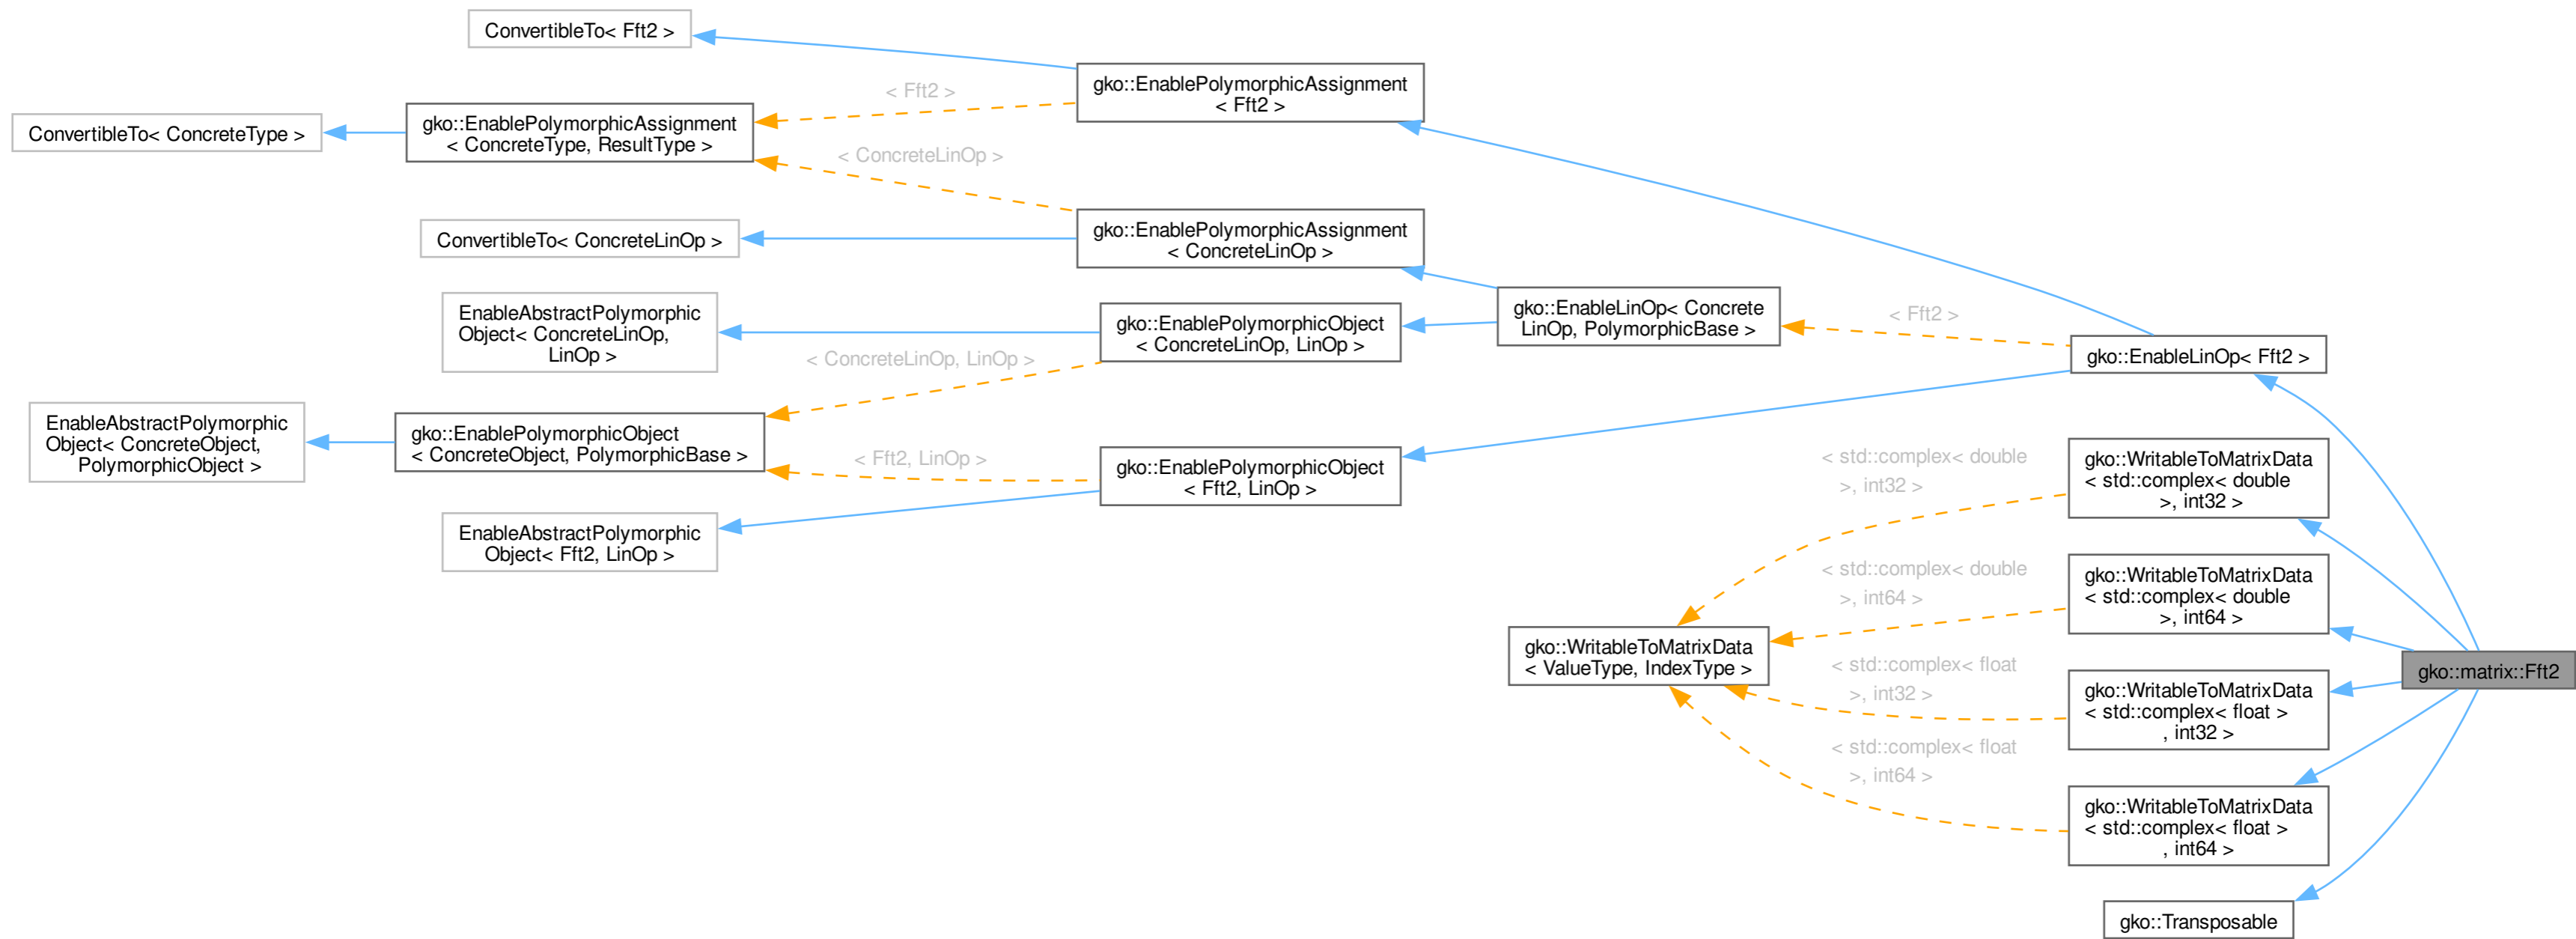 ConvertibleTo< Fft2 >
gko::EnablePolymorphicAssignment
< Fft2 >
< Fft2 >
ConvertibleTo< ConcreteType >
gko::EnablePolymorphicAssignment
< ConcreteType, ResultType >
< ConcreteLinOp >
ConvertibleTo< ConcreteLinOp >
gko::EnablePolymorphicAssignment
< ConcreteLinOp >
EnableAbstractPolymorphic
Object< ConcreteLinOp,
LinOp >
gko::EnablePolymorphicObject
< ConcreteLinOp, LinOp >
gko::EnableLinOp< Concrete
LinOp, PolymorphicBase >
< Fft2 >
gko::EnableLinOp< Fft2 >
< ConcreteLinOp, LinOp >
EnableAbstractPolymorphic
Object< ConcreteObject,
PolymorphicObject >
gko::EnablePolymorphicObject
< ConcreteObject, PolymorphicBase >
< Fft2, LinOp >
gko::EnablePolymorphicObject
< Fft2, LinOp >
EnableAbstractPolymorphic
Object< Fft2, LinOp >
< std::complex< double
>, int32 >
gko::WritableToMatrixData
< std::complex< double
>, int32 >
< std::complex< double
>, int64 >
gko::WritableToMatrixData
< std::complex< double
>, int64 >
gko::WritableToMatrixData
< ValueType, IndexType >
< std::complex< float
>, int32 >
gko::WritableToMatrixData
< std::complex< float >
, int32 >
gko::matrix::Fft2
< std::complex< float
>, int64 >
gko::WritableToMatrixData
< std::complex< float >
, int64 >
gko::Transposable